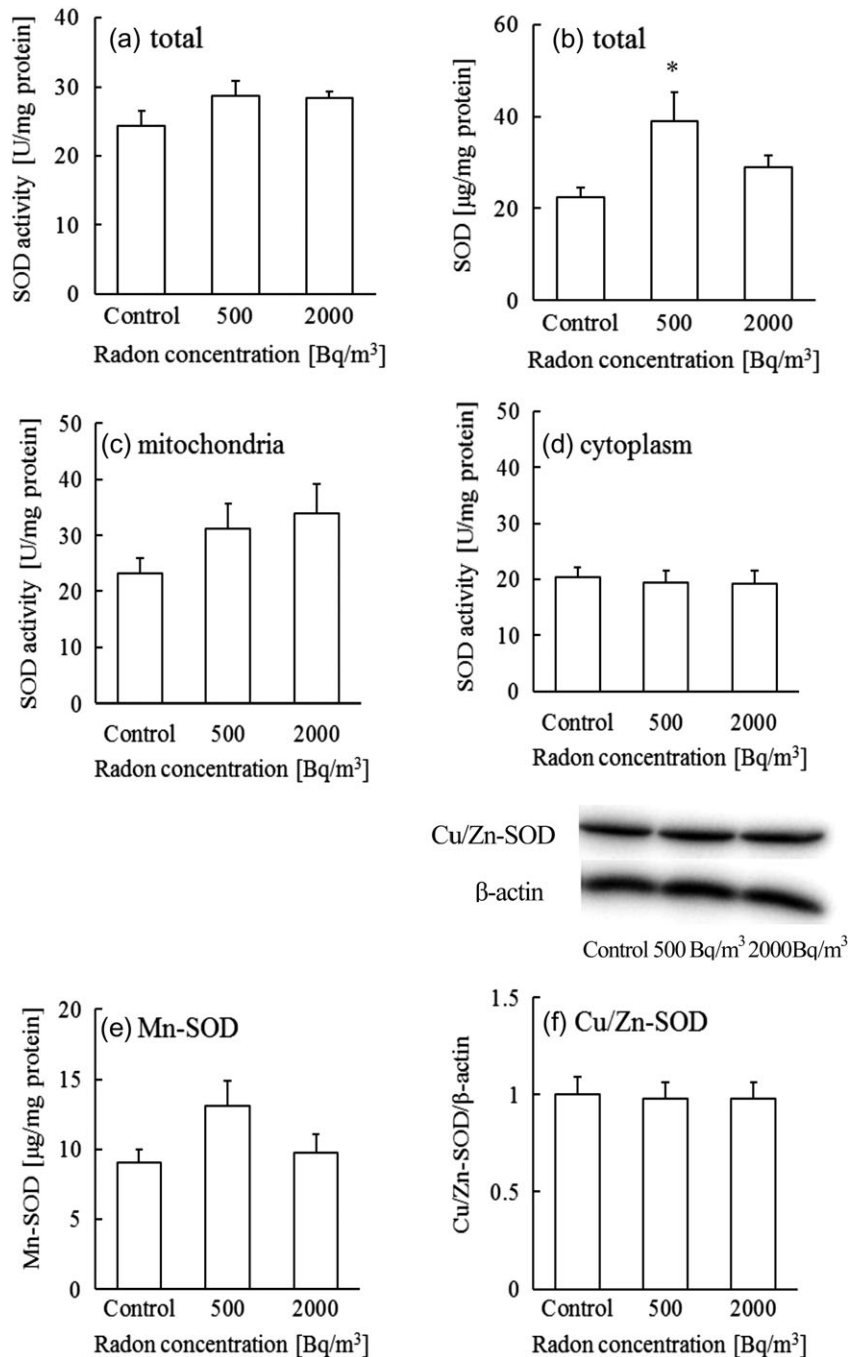 (a) total
SOD activity [U/mg protein]
40
30
20
10
0
Control 500 2000
Radon concentration [Bq/m³]
(b) total
SOD [μg/mg protein]
60
40
20
0
*
Control 500 2000
Radon concentration [Bq/m³]
(c) mitochondria
SOD activity [U/mg protein]
50
40
30
20
10
0
Control 500 2000
Radon concentration [Bq/m³]
(d) cytoplasm
SOD activity [U/mg protein]
50
40
30
20
10
0
Control 500 2000
Radon concentration [Bq/m³]
Cu/Zn-SOD
β-actin
Control 500 Bq/m³ 2000Bq/m³
(e) Mn-SOD
Mn-SOD [μg/mg protein]
20
15
10
5
0
Control 500 2000
Radon concentration [Bq/m³]
(f) Cu/Zn-SOD
Cu/Zn-SOD/β-actin
1.5
1
0.5
0
Control 500 2000
Radon concentration [Bq/m³]